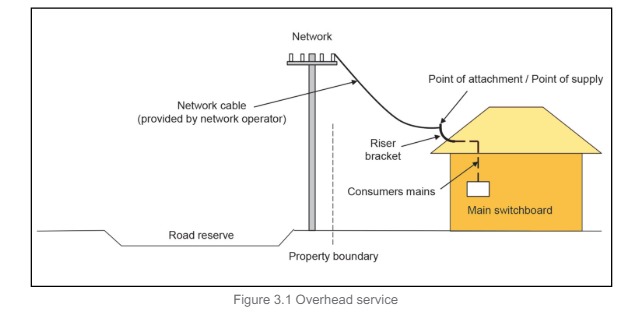 Network
Point of attachment / Point of supply
Network cable
(provided by network operator)
Riser
bracket
Consumers mains
Main switchboard
Road reserve
Property boundary
Figure 3.1 Overhead service